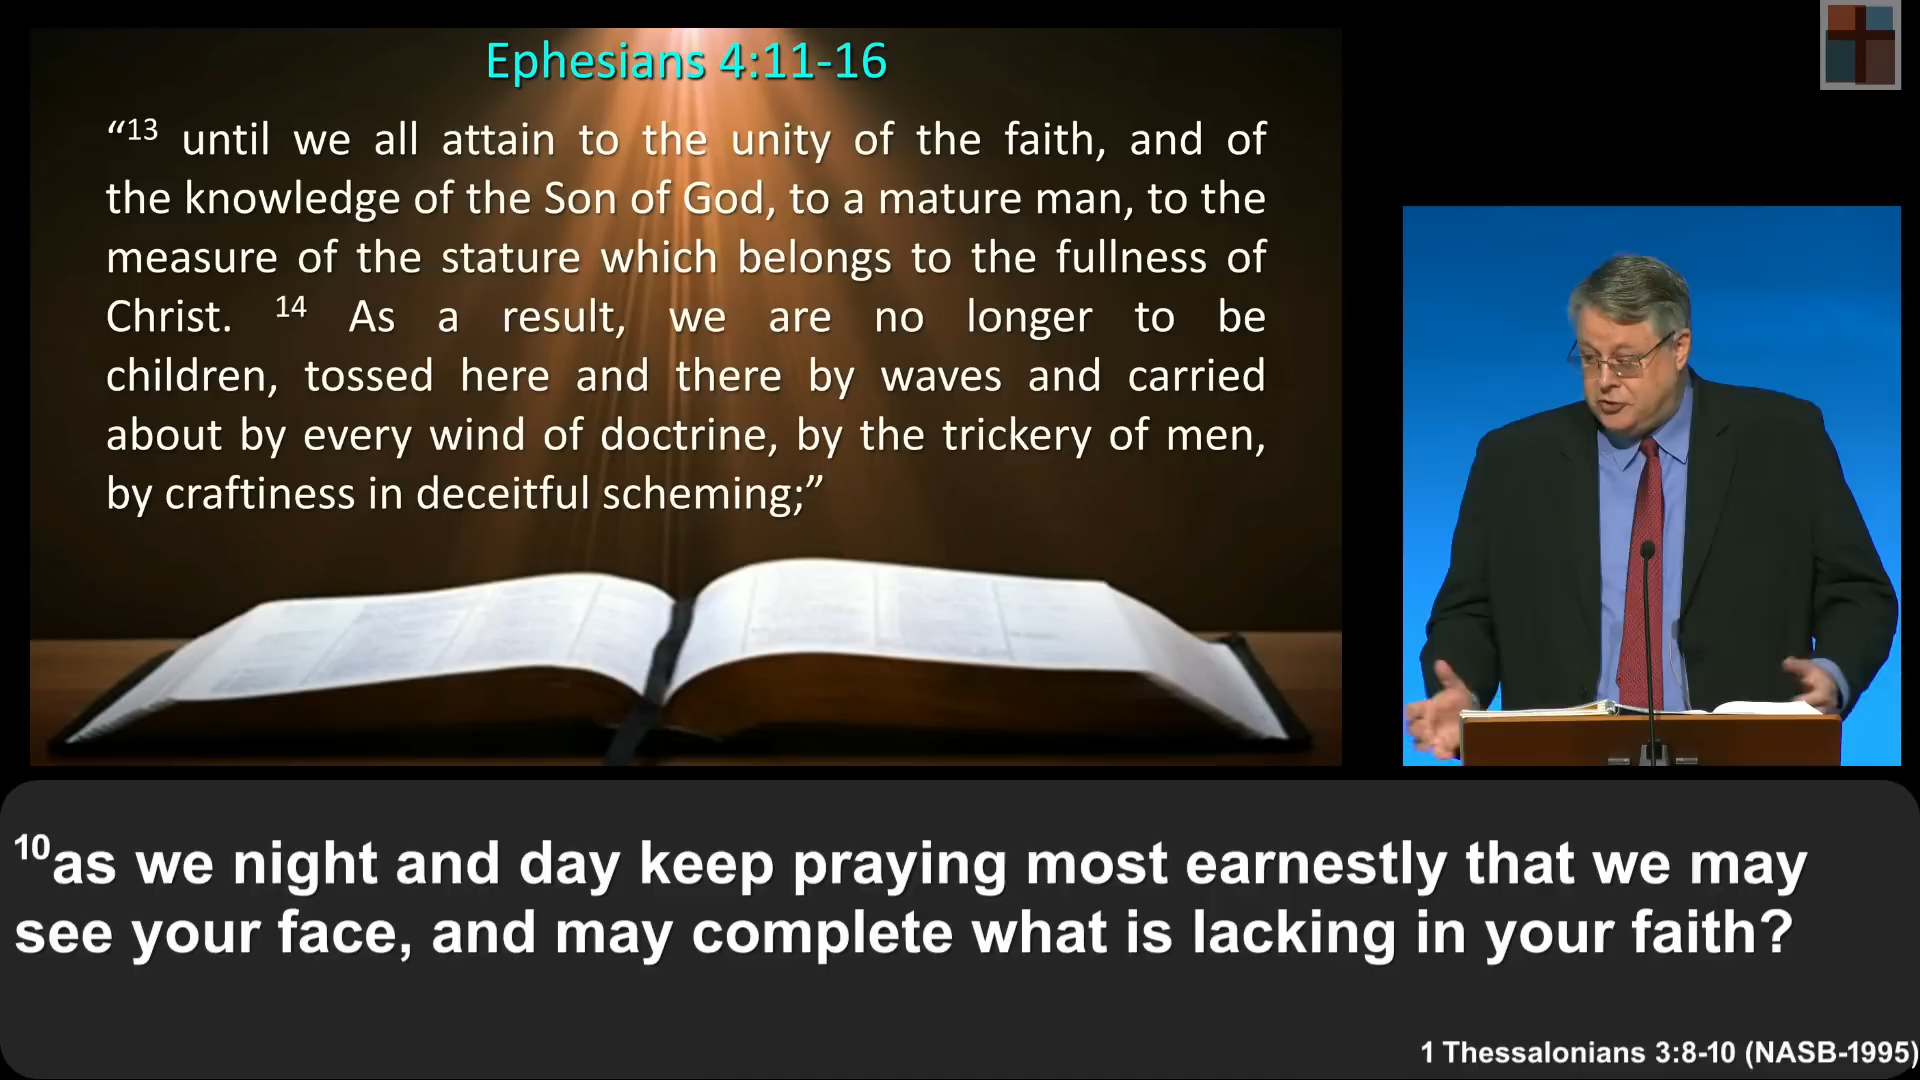 Ephesians 4:11-16
“13 until we all attain to the unity of the faith, and of
the knowledge of the Son of God, to a mature man, to the
measure of the stature which belongs to the fullness of
Christ. 14 As a result, we are no longer to be
children, tossed here and there by waves and carried
about by every wind of doctrine, by the trickery of men,
by craftiness in deceitful scheming;”
10as we night and day keep praying most earnestly that we may
see your face, and may complete what is lacking in your faith?
1 Thessalonians 3:8-10 (NASB-1995)